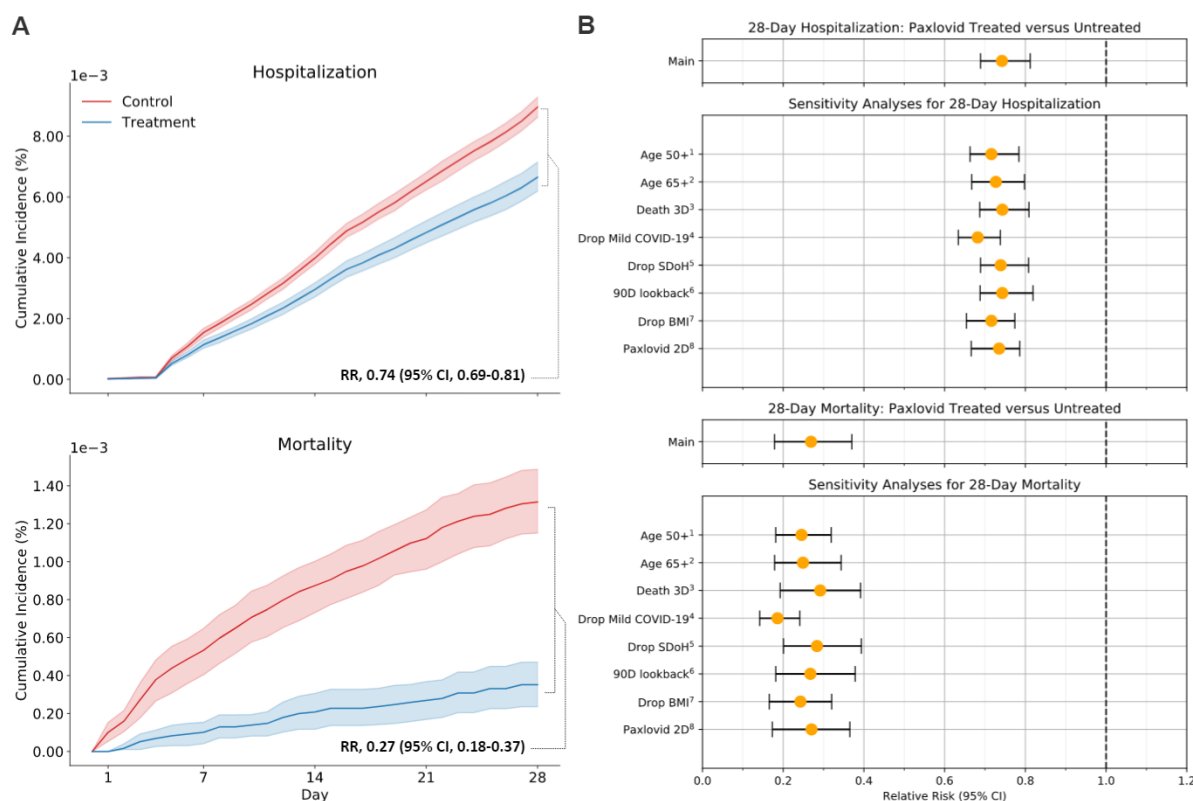 A
Hospitalization
1e−3
Control
Treatment
8.00
6.00
4.00
2.00
0.00
Cumulative Incidence (%)
1
7
14
21
28
RR, 0.74 (95% CI, 0.69-0.81)
Mortality
1e−3
1.40
1.20
1.00
0.80
0.60
0.40
0.20
0.00
Cumulative Incidence (%)
RR, 0.27 (95% CI, 0.18-0.37)
1 7 14 21 28
Day
B
28-Day Hospitalization: Paxlovid Treated versus Untreated
Main
Sensitivity Analyses for 28-Day Hospitalization
Age 50+¹
Age 65+²
Death 3D³
Drop Mild COVID-19⁴
Drop SDoH⁵
90D lookback⁶
Drop BMI⁷
Paxlovid 2D⁸
28-Day Mortality: Paxlovid Treated versus Untreated
Main
Sensitivity Analyses for 28-Day Mortality
Age 50+¹
Age 65+²
Death 3D³
Drop Mild COVID-19⁴
Drop SDoH⁵
90D lookback⁶
Drop BMI⁷
Paxlovid 2D⁸
0.0 0.2 0.4 0.6 0.8 1.0 1.2
Relative Risk (95% CI)